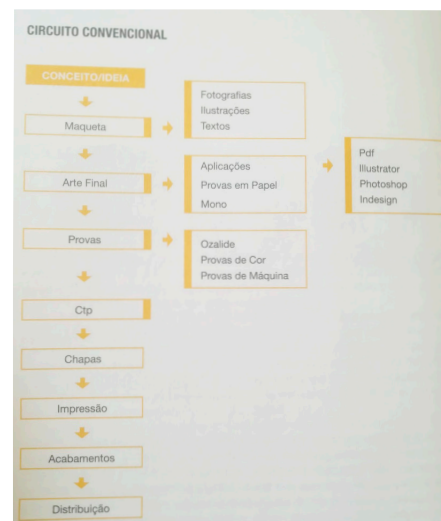 CIRCUITO CONVENCIONAL
CONCEITO/IDEIA
Maqueta
Fotografias
Ilustrações
Textos
Arte Final
Aplicações
Provas em Papel
Mono
Pdf
Illustrator
Photoshop
Indesign
Provas
Ozalide
Provas de Cor
Provas de Máquina
Ctp
Chapas
Impressão
Acabamentos
Distribuição